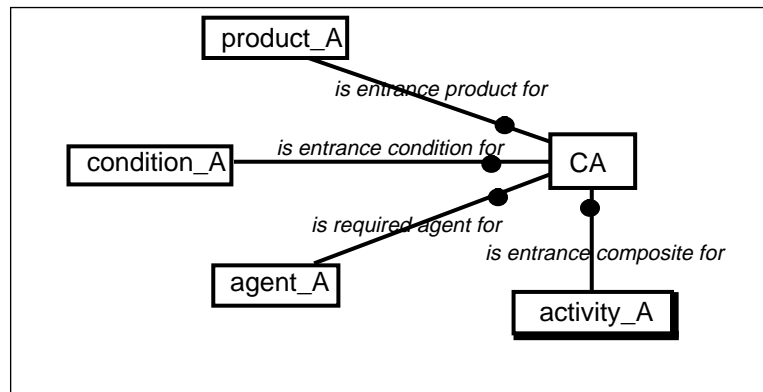 product_A
is entrance product for
is entrance condition for
condition_A
CA
is required agent for
is entrance composite for
agent_A
activity_A